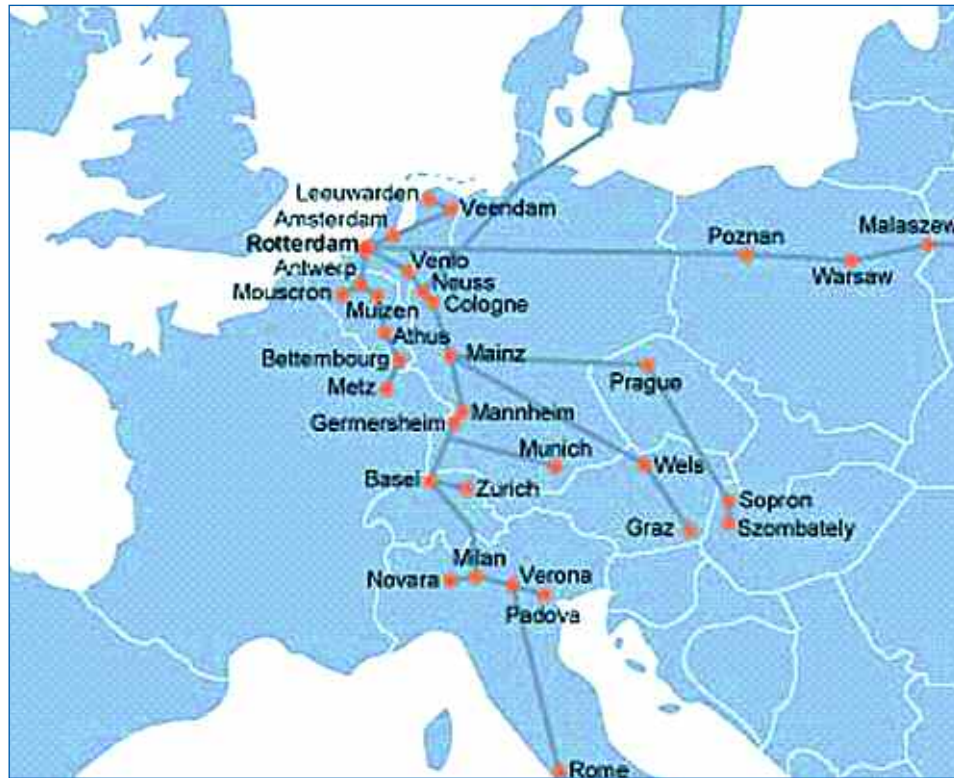 Leeuwarden
Veendam
Amsterdam
Rotterdam
Poznan
Malaszew
Warsaw
Venlo
Antwerp
Neuss
Mouscron
Cologne
Muizen
Athus
Bettembourg
Mainz
Metz
Prague
Mannheim
Germersheim
Munich
Wels
Basel
Zurich
Sopron
Graz
Szombately
Milan
Novara
Verona
Padova
Rome